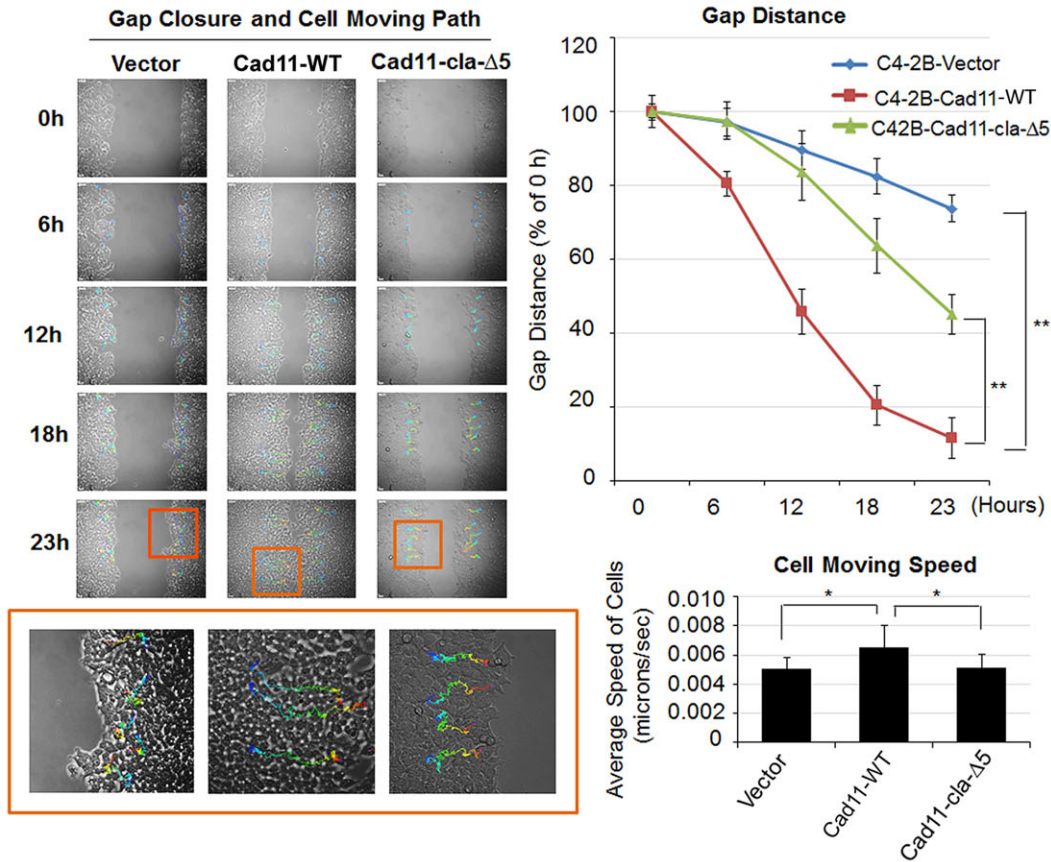 Gap Closure and Cell Moving Path
Vector Cad11-WT Cad11-cla-Δ5
0h
6h
12h
18h
23h
Gap Distance
Gap Distance (% of 0 h)
120
100
80
60
40
20
0
0 6 12 18 23 (Hours)
C4-2B-Vector
C4-2B-Cad11-WT
C42B-Cad11-cla-Δ5
**
**
Cell Moving Speed
Average Speed of Cells
(microns/sec)
0.010
0.008
0.006
0.004
0.002
0
* *
Vector
Cad11-WT
Cad11-cla-Δ5